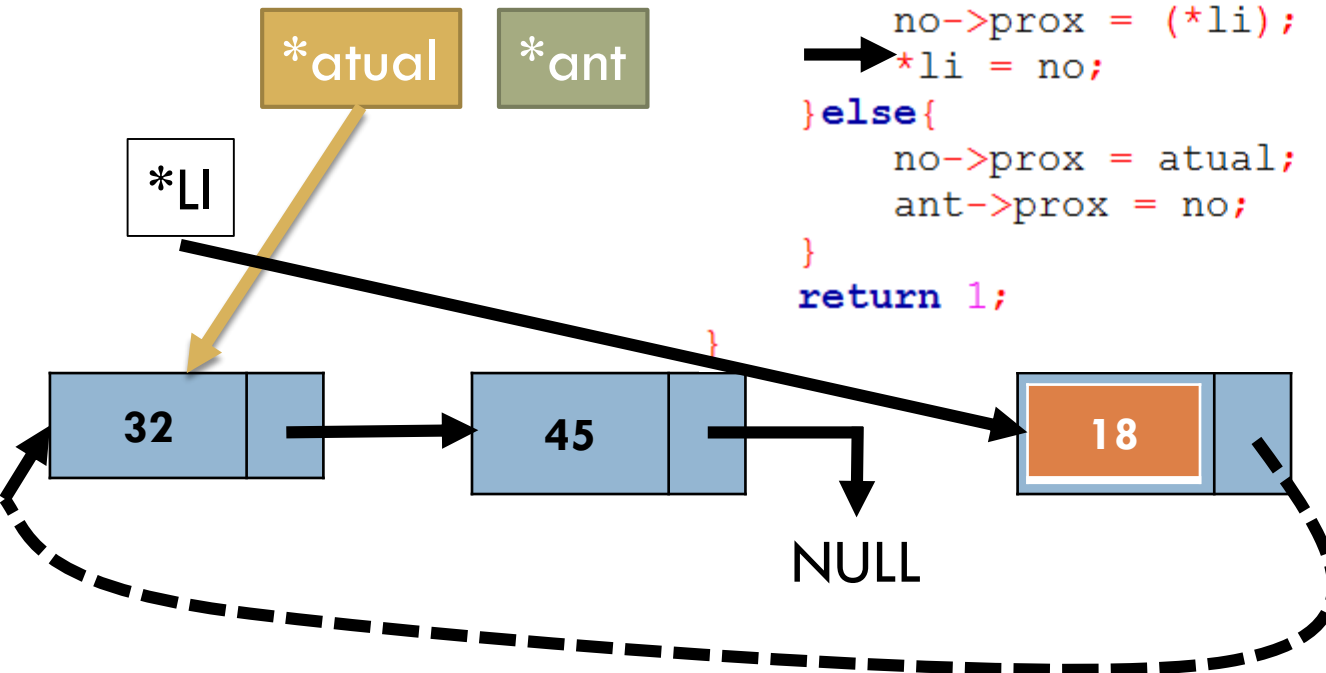 *atual
*ant
no->prox = (*li);
*li = no;
}else{
no->prox = atual;
ant->prox = no;
}
return 1;
}
*LI
32
45
18
NULL